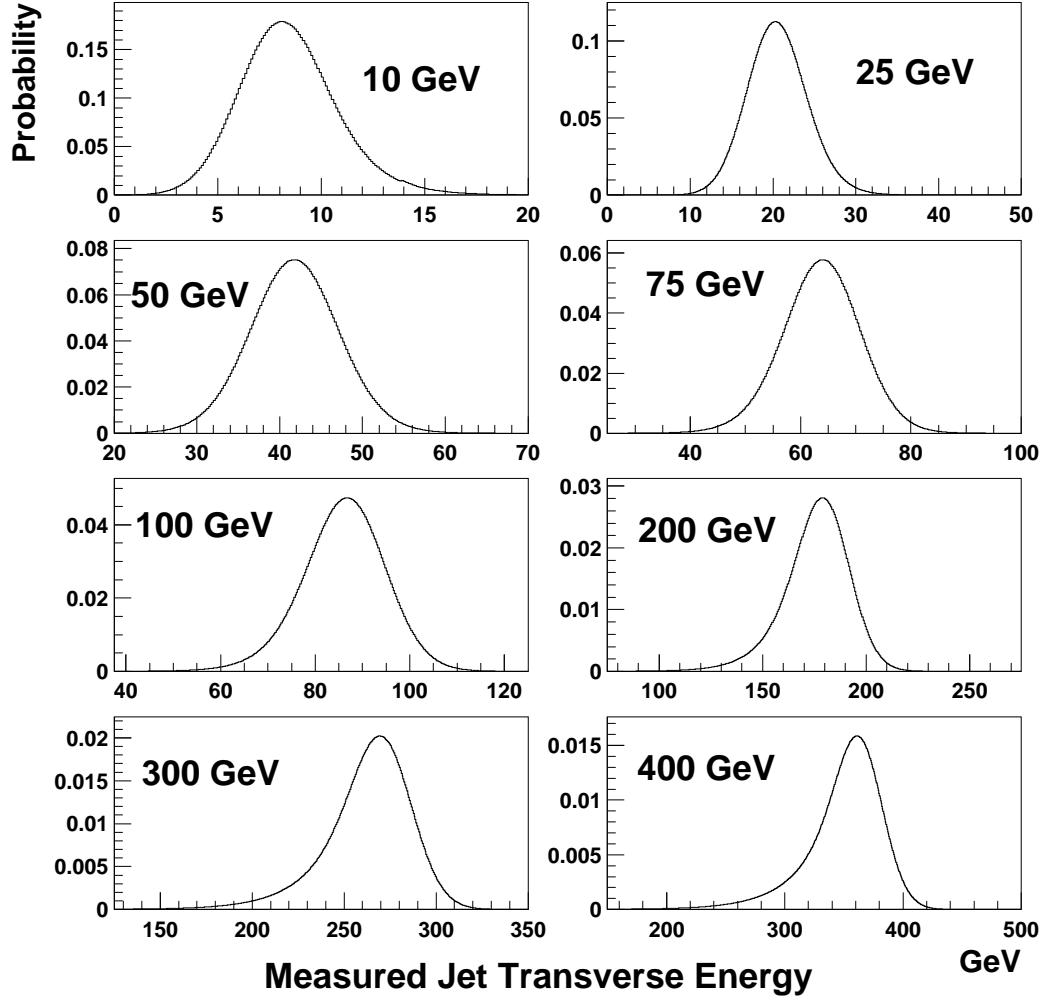 Probability
10 GeV
0.15
0.1
0.05
0
0 5 10 15 20
25 GeV
0.1
0.05
0
0 10 20 30 40 50
50 GeV
0.08
0.06
0.04
0.02
0
20 30 40 50 60 70
75 GeV
0.06
0.04
0.02
0
40 60 80 100
100 GeV
0.04
0.02
0
40 60 80 100 120
200 GeV
0.03
0.02
0.01
0
100 150 200 250
300 GeV
0.02
0.015
0.01
0.005
0
150 200 250 300 350
400 GeV
0.015
0.01
0.005
0
200 300 400 500
Measured Jet Transverse Energy
GeV